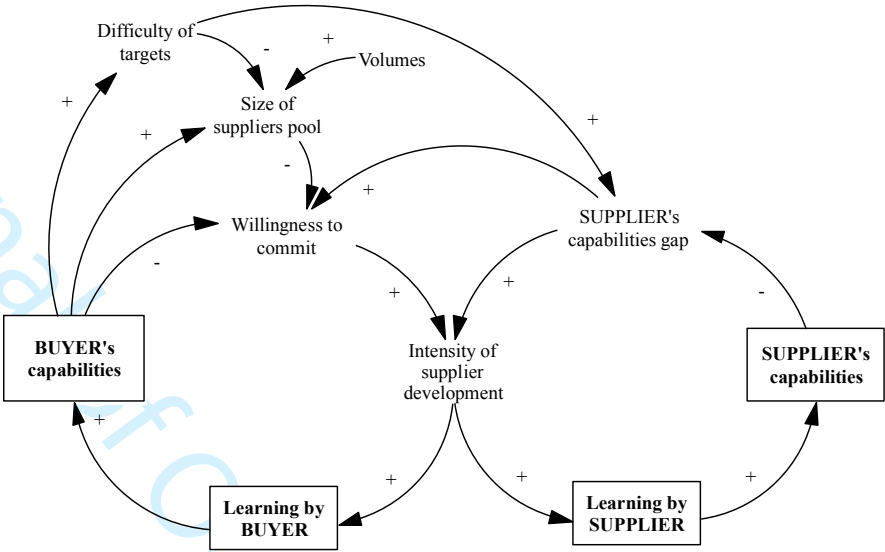 Difficulty of
targets
-
+
Volumes
+
Size of
suppliers pool
+
+
-
+
Willingness to
commit
SUPPLIER's
capabilities gap
-
+
+
-
BUYER's
capabilities
Intensity of
supplier
development
SUPPLIER's
capabilities
+
+
+
+
Learning by
BUYER
Learning by
SUPPLIER